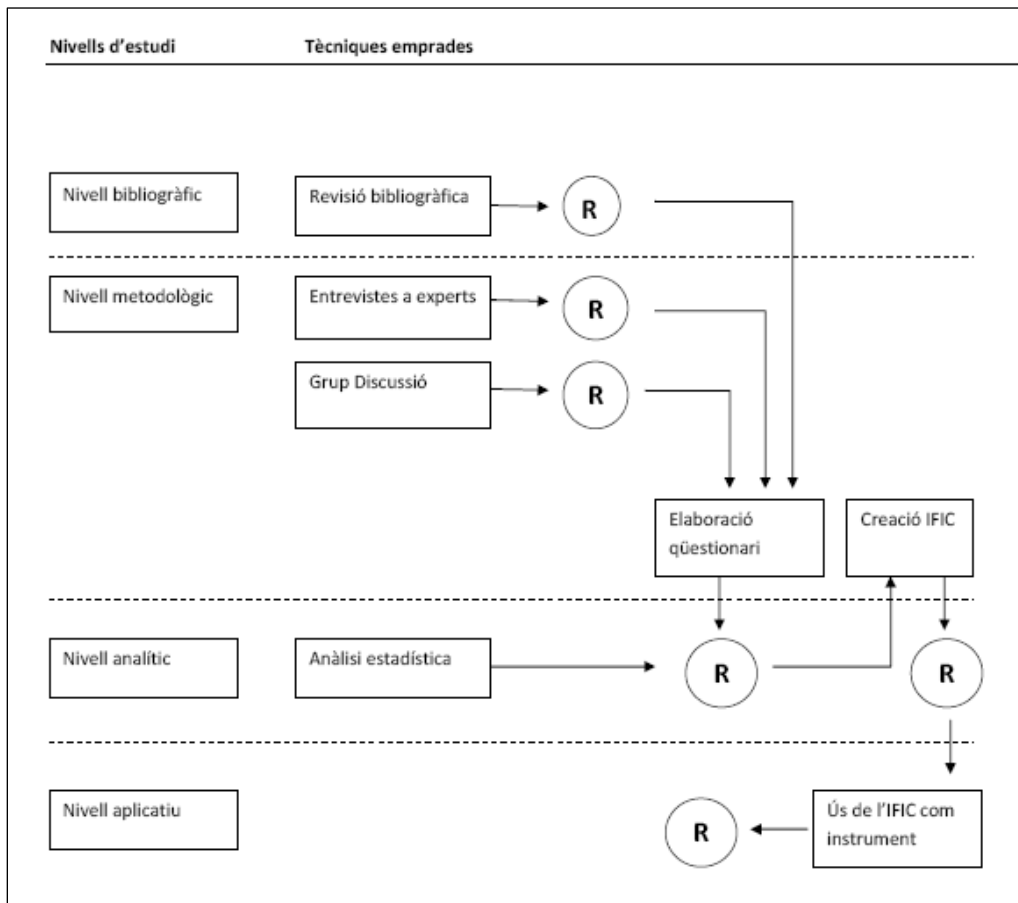 Nivells d'estudi
Tècniques emprades
Nivell bibliogràfic
Revisió bibliogràfica
R
Nivell metodològic
Entrevistes a experts
R
Grup Discussió
R
Elaboració
qüestionari
Creació IFIC
Nivell analític
Anàlisi estadística
R
R
Nivell aplicatiu
R
Ús de l'IFIC com
instrument